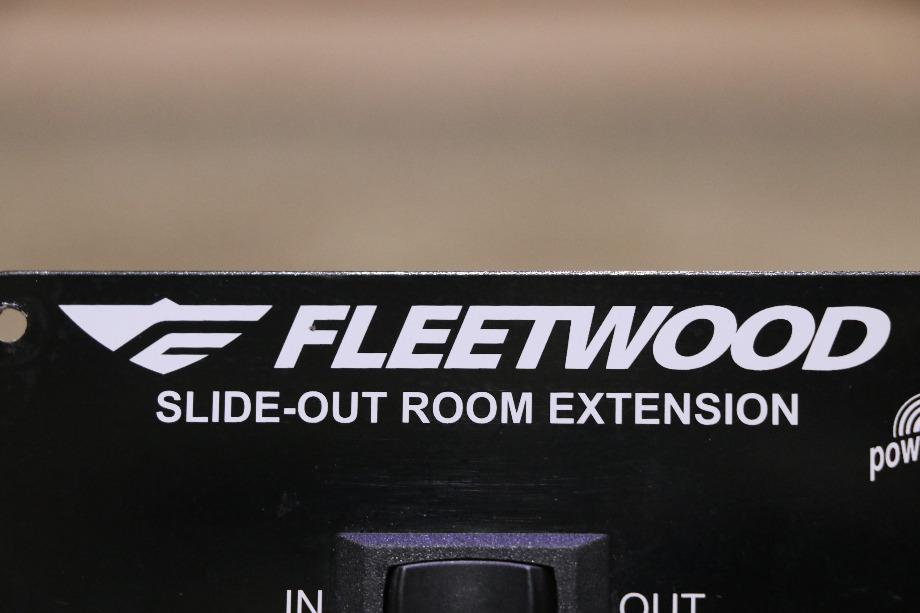 FLEETWOOD
SLIDE-OUT ROOM EXTENSION
IN OUT